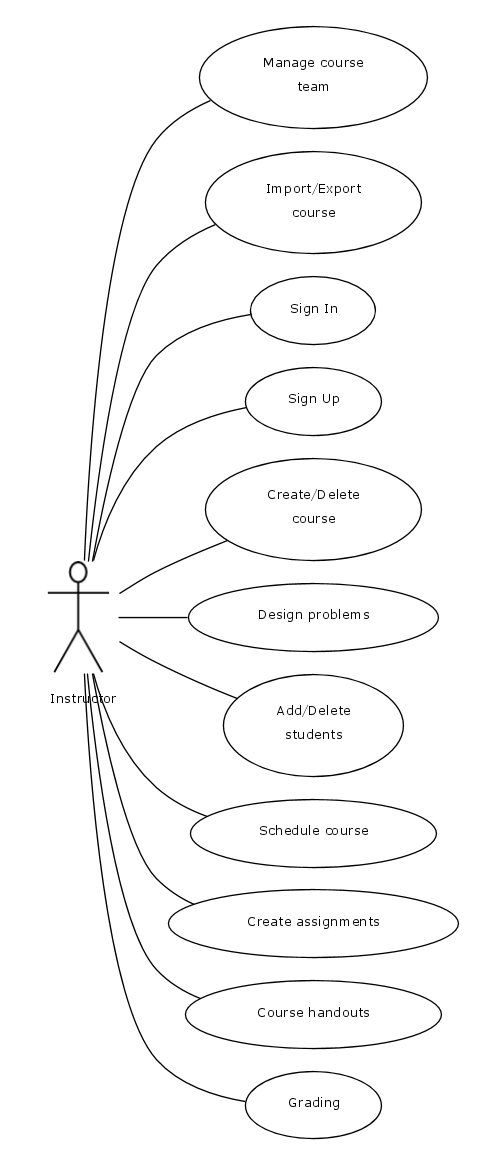 Manage course
team
Import/Export
course
Sign In
Sign Up
Create/Delete
course
Design problems
Add/Delete
students
Instructor
Schedule course
Create assignments
Course handouts
Grading